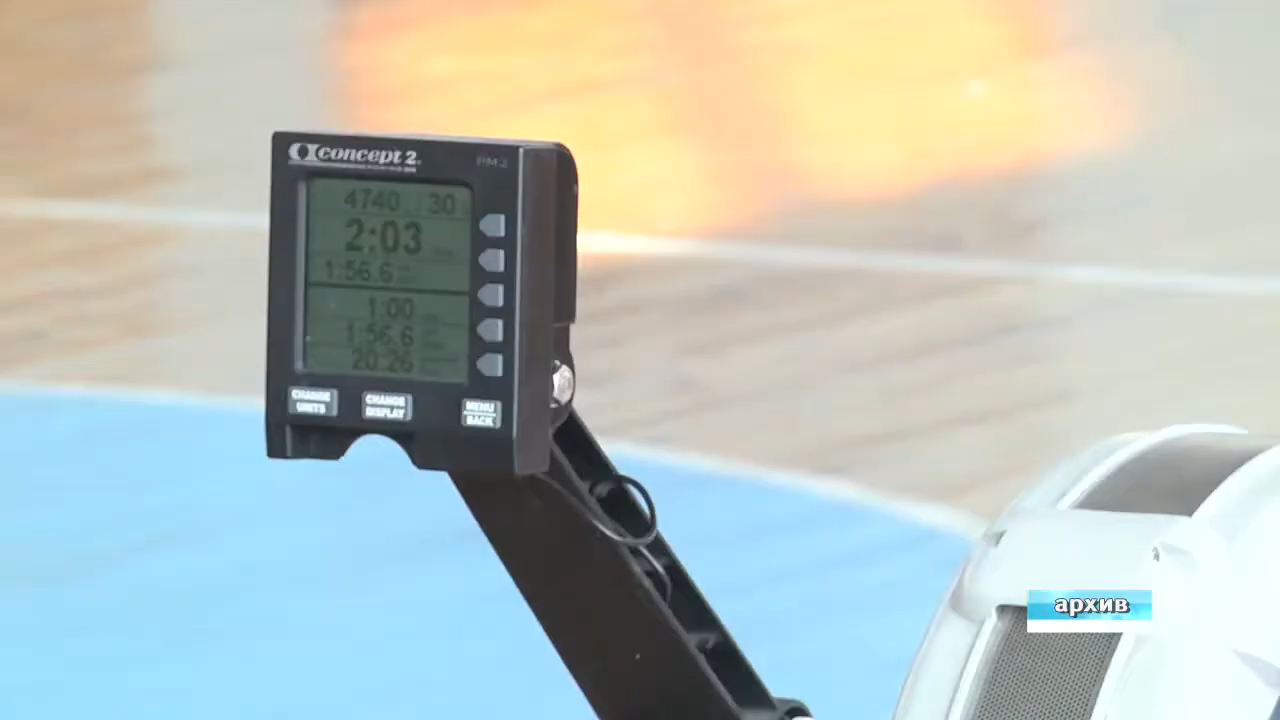 concept 2
4740 30
2:03
1:56.6
1:00
1:56.6
20:26
CHANGE UNITS
CHANGE DISPLAY
MENU BACK
архив